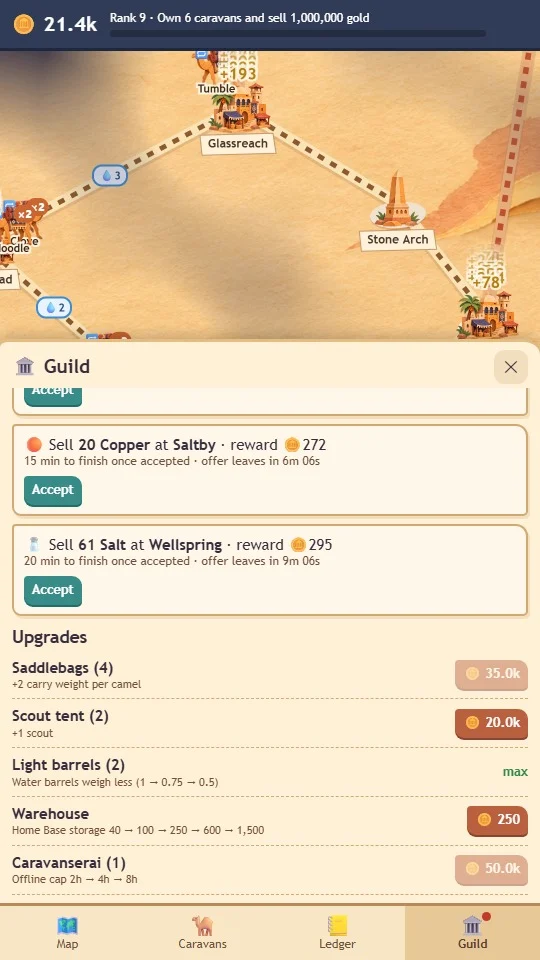 21.4k
Rank 9 · Own 6 caravans and sell 1,000,000 gold
+193
Tumble
Glassreach
3
x2
x2
Stone Arch
+78
ad
2
Guild
Accept
Sell 20 Copper at Saltby · reward 272
15 min to finish once accepted · offer leaves in 6m 06s
Accept
Sell 61 Salt at Wellspring · reward 295
20 min to finish once accepted · offer leaves in 9m 06s
Accept
Upgrades
Saddlebags (4)
+2 carry weight per camel
35.0k
Scout tent (2)
+1 scout
20.0k
Light barrels (2)
Water barrels weigh less (1 → 0.75 → 0.5)
max
Warehouse
Home Base storage 40 → 100 → 250 → 600 → 1,500
250
Caravanserai (1)
Offline cap 2h → 4h → 8h
50.0k
Map
Caravans
Ledger
Guild